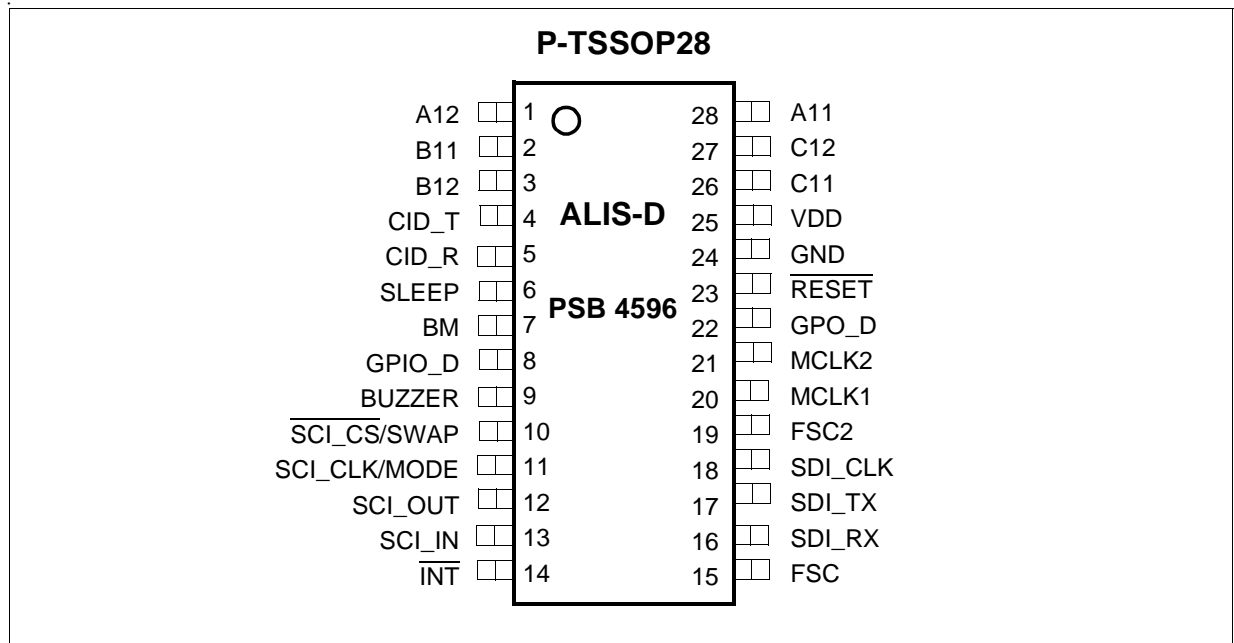 .
P-TSSOP28
A12 1 28 A11
B11 2 27 C12
B12 3 26 C11
CID_T 4 ALIS-D 25 VDD
CID_R 5 24 GND
SLEEP 6 PSB 4596 23 RESET
BM 7 22 GPO_D
GPIO_D 8 21 MCLK2
BUZZER 9 20 MCLK1
SCI_CS/SWAP 10 19 FSC2
SCI_CLK/MODE 11 18 SDI_CLK
SCI_OUT 12 17 SDI_TX
SCI_IN 13 16 SDI_RX
INT 14 15 FSC